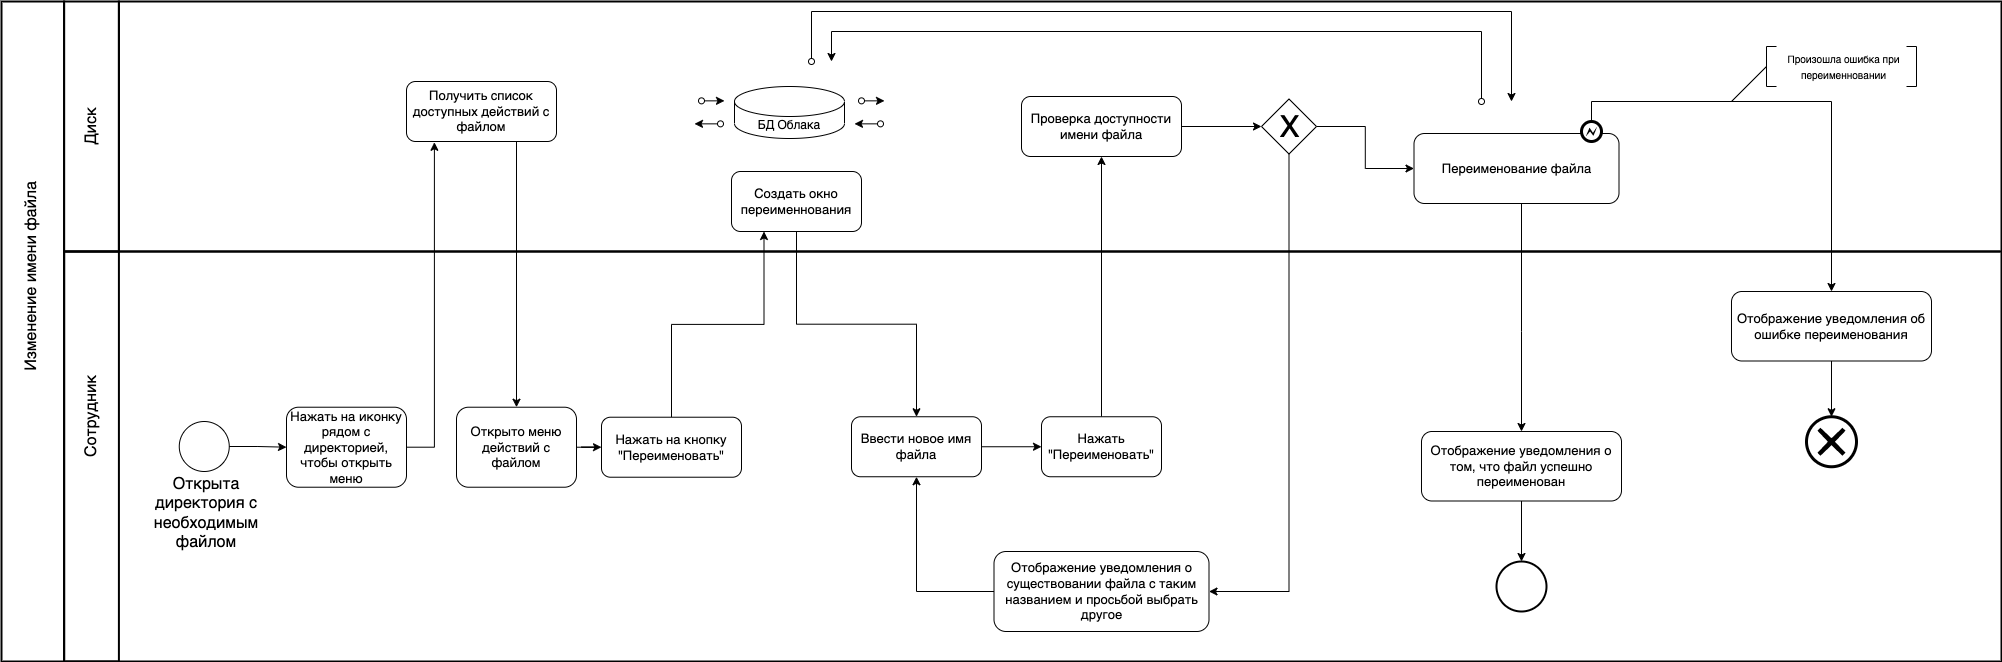 Изменение имени файла
Диск
Сотрудник
Открыта
директория с
необходимым
файлом
Нажать на иконку
рядом с
директорией,
чтобы открыть
меню
Получить список
доступных действий с
файлом
Открыто меню
действий с
файлом
Нажать на кнопку
"Переименовать"
БД Облака
Создать окно
переименнования
Ввести новое имя
файла
Нажать
"Переименовать"
Проверка доступности
имени файла
X
Отображение уведомления о
существовании файла с таким
названием и просьбой выбрать
другое
Переименование файла
Произошла ошибка при
переименновании
Отображение уведомления о
том, что файл успешно
переименован
Отображение уведомления об
ошибке переименования